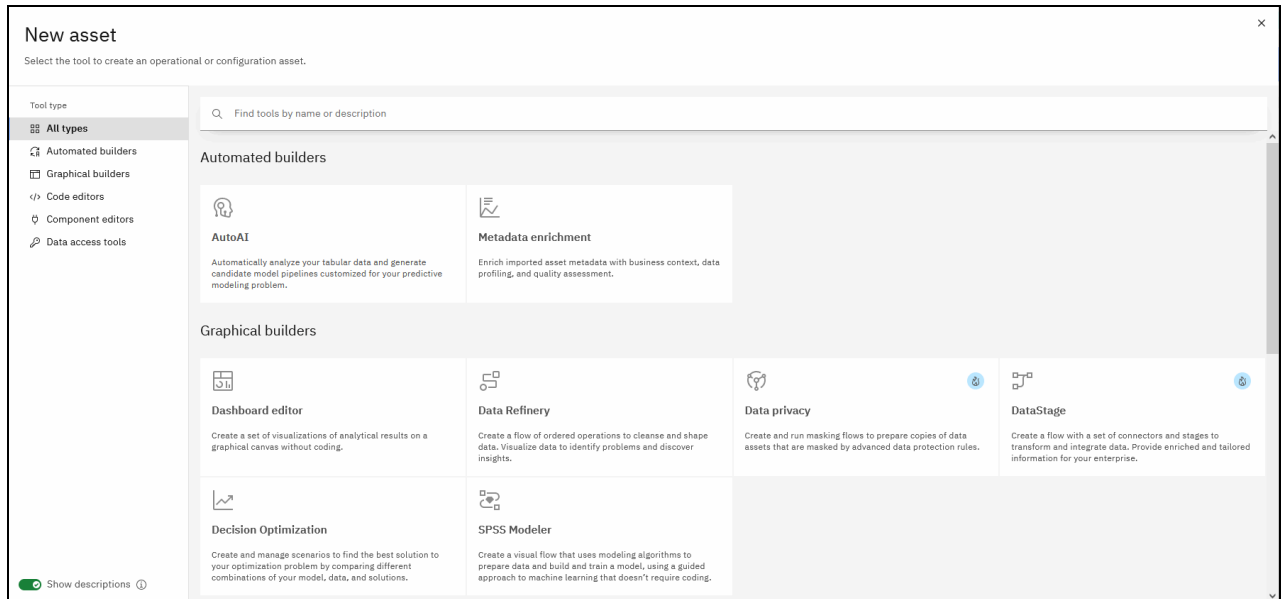 New asset
Select the tool to create an operational or configuration asset.
Tool type
All types
Automated builders
Graphical builders
Code editors
Component editors
Data access tools
Show descriptions
Find tools by name or description
Automated builders
AutoAI
Automatically analyze your tabular data and generate
candidate model pipelines customized for your predictive
modeling problem.
Metadata enrichment
Enrich imported asset metadata with business context, data
profiling, and quality assessment.
Graphical builders
Dashboard editor
Create a set of visualizations of analytical results on a
graphical canvas without coding.
Data Refinery
Create a flow of ordered operations to cleanse and shape
data. Visualize data to identify problems and discover
insights.
Data privacy
Create and run masking flows to prepare copies of data
assets that are masked by advanced data protection rules.
DataStage
Create a flow with a set of connectors and stages to
transform and integrate data. Provide enriched and tailored
information for your enterprise.
Decision Optimization
Create and manage scenarios to find the best solution to
your optimization problem by comparing different
combinations of your model, data, and solutions.
SPSS Modeler
Create a visual flow that uses modeling algorithms to
prepare data and build and train a model, using a guided
approach to machine learning that doesn't require coding.